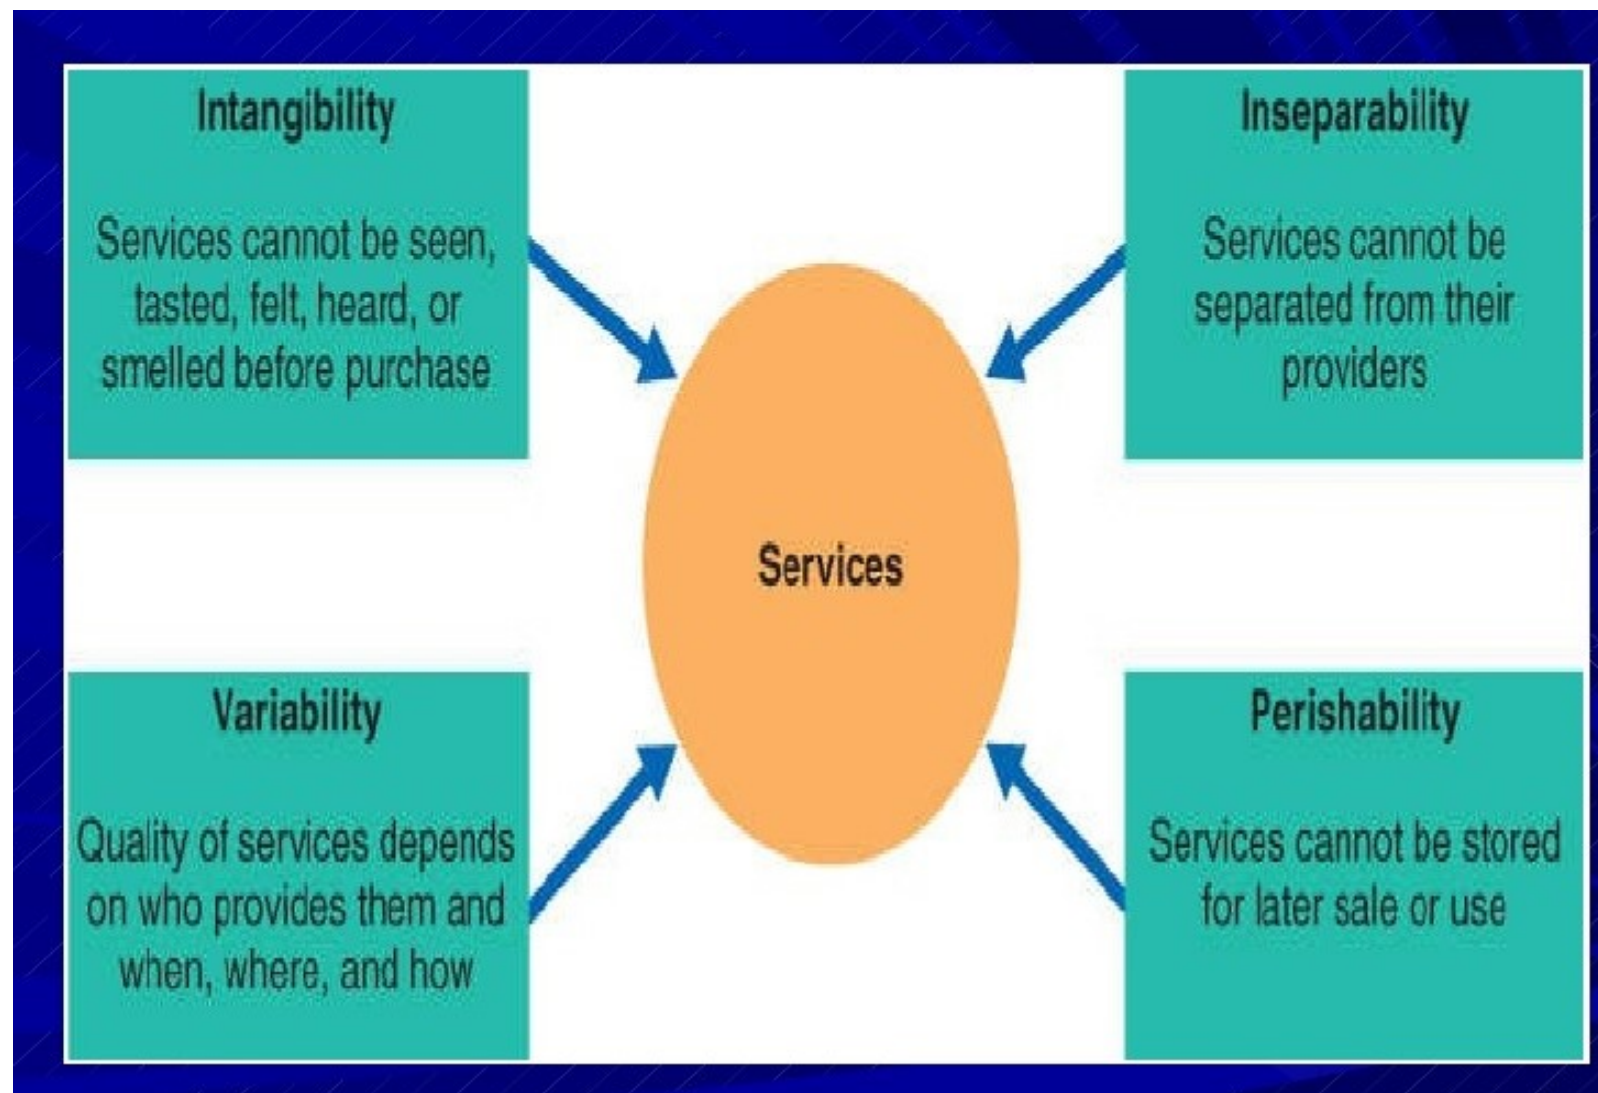 Intangibility
Services cannot be seen,
tasted, felt, heard, or
smelled before purchase
Inseparability
Services cannot be
separated from their
providers
Services
Variability
Quality of services depends
on who provides them and
when, where, and how
Perishability
Services cannot be stored
for later sale or use